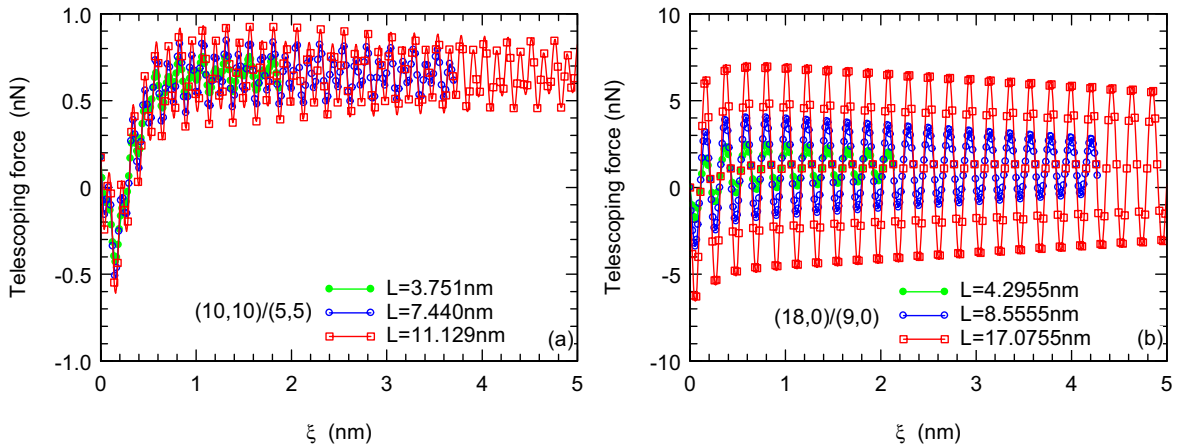 Telescoping force (nN)
1.0
0.5
0
-0.5
-1.0
(10,10)/(5,5)
L=3.751nm
L=7.440nm
L=11.129nm
(a)
0 1 2 3 4 5
ξ (nm)
Telescoping force (nN)
10
5
0
-5
-10
(18,0)/(9,0)
L=4.2955nm
L=8.5555nm
L=17.0755nm
(b)
0 1 2 3 4 5
ξ (nm)